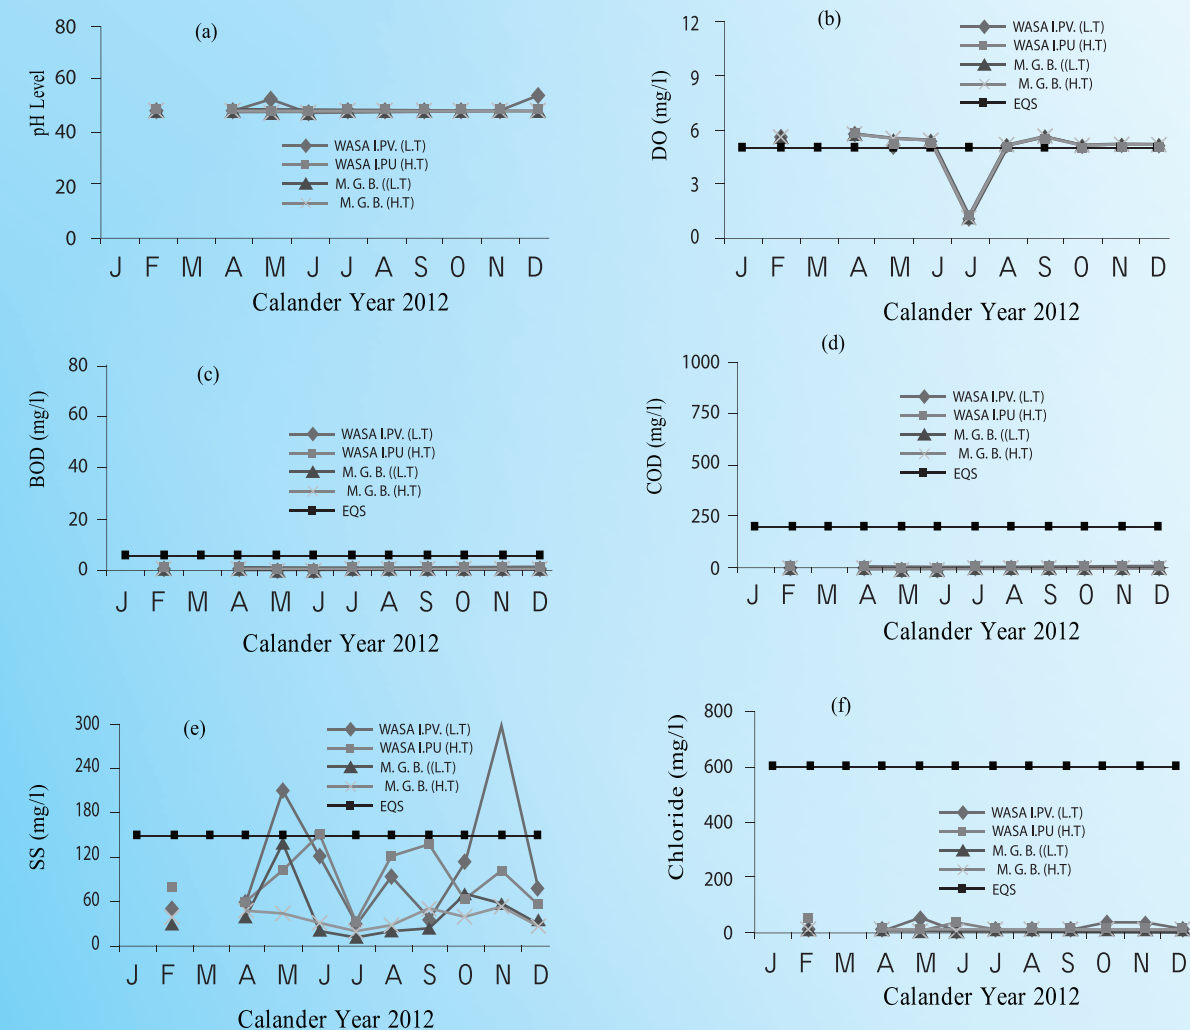 (a)
pH Level
80
60
40
20
0
WASA I.PV. (L.T)
WASA I.PU (H.T)
M. G. B. ((L.T)
M. G. B. (H.T)
J F M A M J J A S O N D
Calander Year 2012
(b)
DO (mg/l)
12
9
6
3
0
WASA I.PV. (L.T)
WASA I.PU (H.T)
M. G. B. ((L.T)
M. G. B. (H.T)
EQS
J F M A M J J A S O N D
Calander Year 2012
(c)
BOD (mg/l)
80
60
40
20
0
WASA I.PV. (L.T)
WASA I.PU (H.T)
M. G. B. ((L.T)
M. G. B. (H.T)
EQS
J F M A M J J A S O N D
Calander Year 2012
(d)
COD (mg/l)
1000
750
500
250
0
WASA I.PV. (L.T)
WASA I.PU (H.T)
M. G. B. ((L.T)
M. G. B. (H.T)
EQS
J F M A M J J A S O N D
Calander Year 2012
(e)
SS (mg/l)
300
240
180
120
60
0
WASA I.PV. (L.T)
WASA I.PU (H.T)
M. G. B. ((L.T)
M. G. B. (H.T)
EQS
J F M A M J J A S O N D
Calander Year 2012
(f)
Chloride (mg/l)
800
600
400
200
0
WASA I.PV. (L.T)
WASA I.PU (H.T)
M. G. B. ((L.T)
M. G. B. (H.T)
EQS
J F M A M J J A S O N D
Calander Year 2012